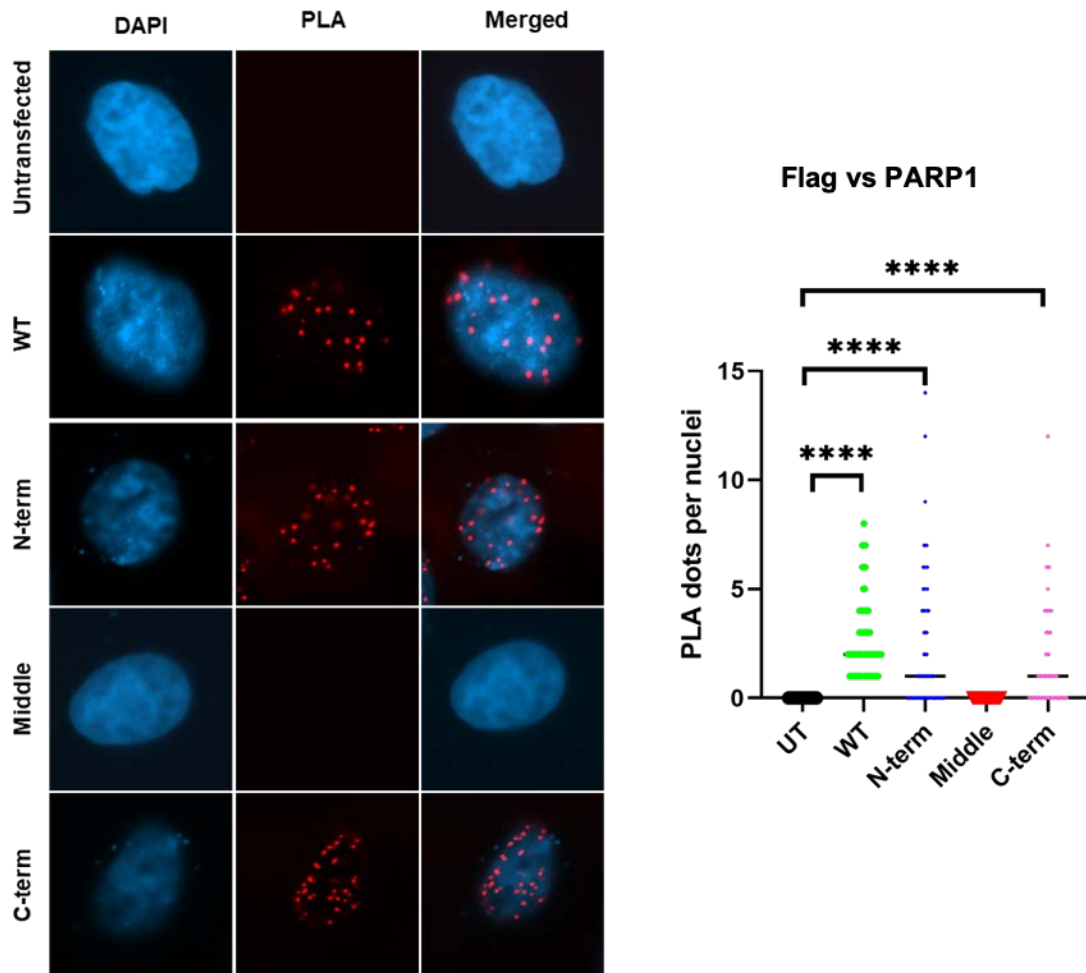 DAPI PLA Merged
Untransfected
WT
N-term
Middle
C-term
Flag vs PARP1
****
****
****
PLA dots per nuclei
15
10
5
0
UT WT N-term Middle C-term